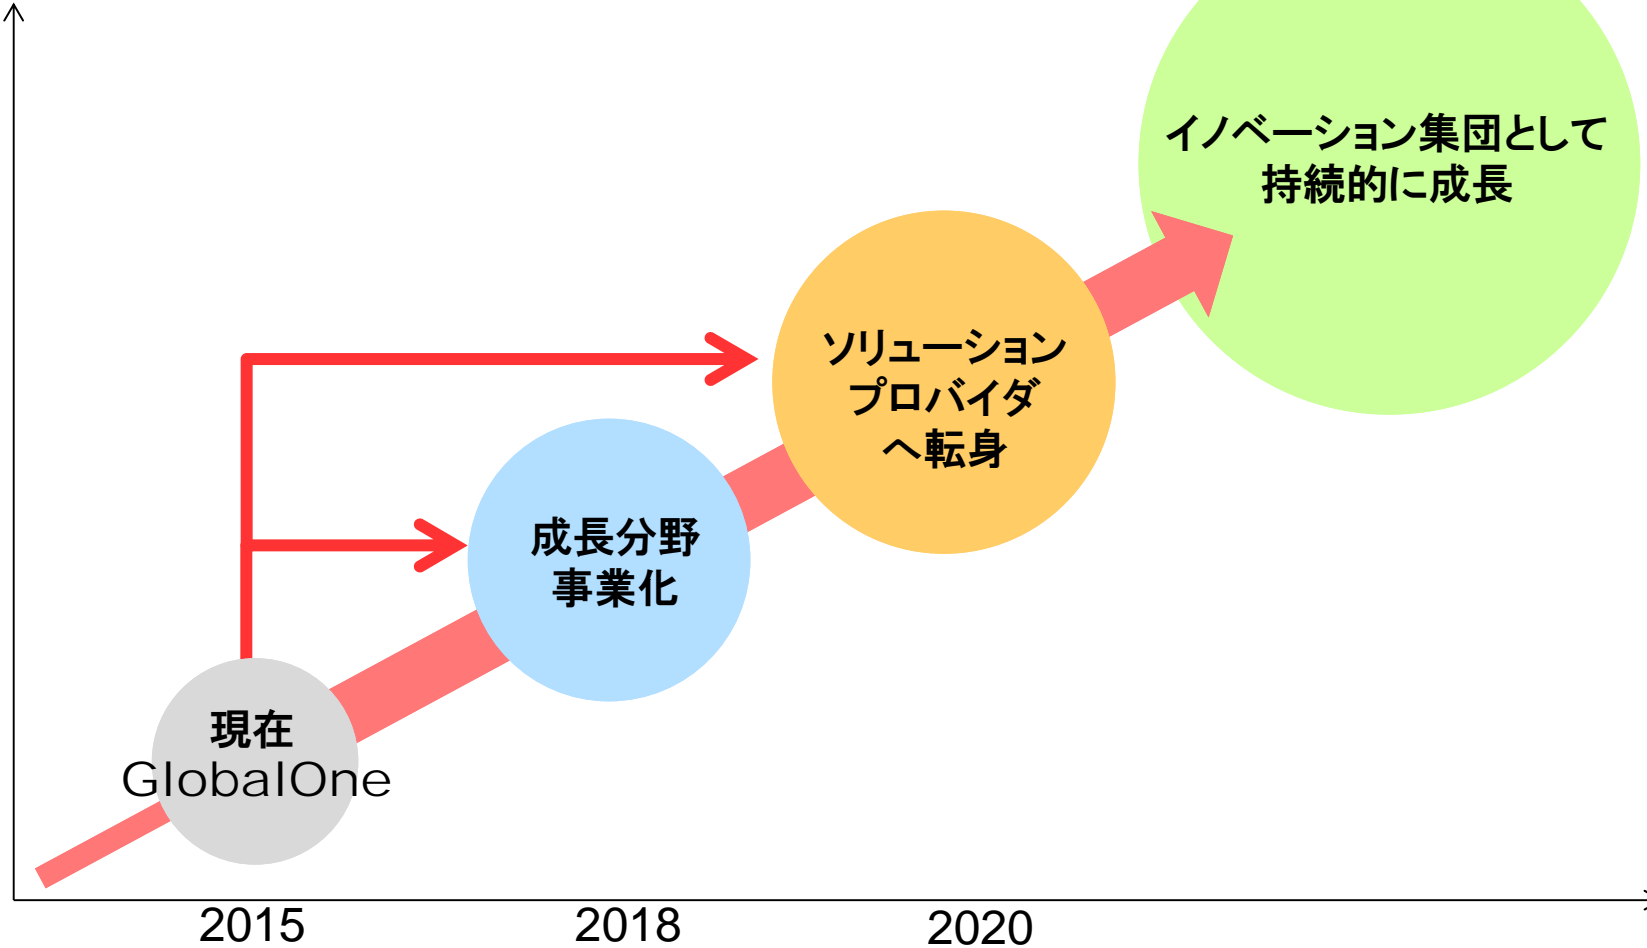 イノベーション集団として
持続的に成長
ソリューション
プロバイダ
へ転身
成長分野
事業化
現在
GlobalOne
2015
2018
2020